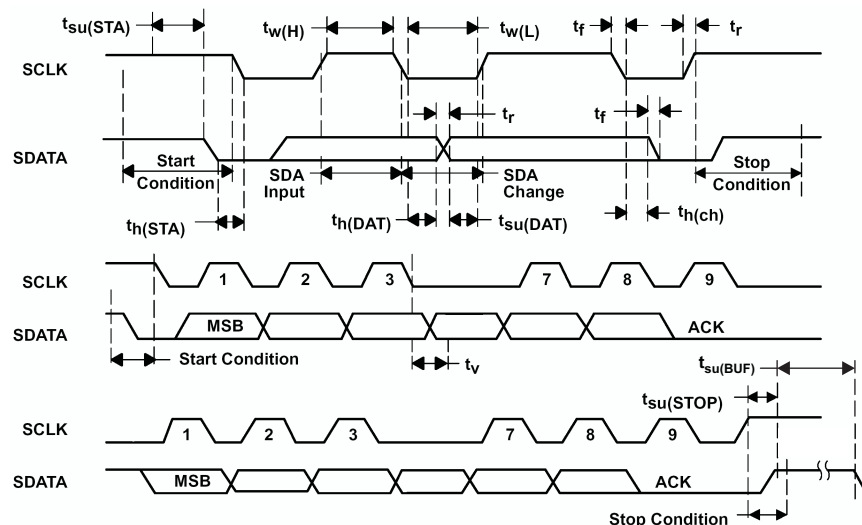 tsu(STA)
tw(H)
tw(L)
tf
tr
SCLK
tr
tf
SDATA
Start
Condition
SDA
Input
SDA
Change
Stop
Condition
th(STA)
th(DAT)
tsu(DAT)
th(ch)
SCLK
1 2 3 7 8 9
SDATA
MSB
ACK
Start Condition
tv
tsu(BUF)
tsu(STOP)
SCLK
1 2 3 7 8 9
SDATA
MSB
ACK
Stop Condition